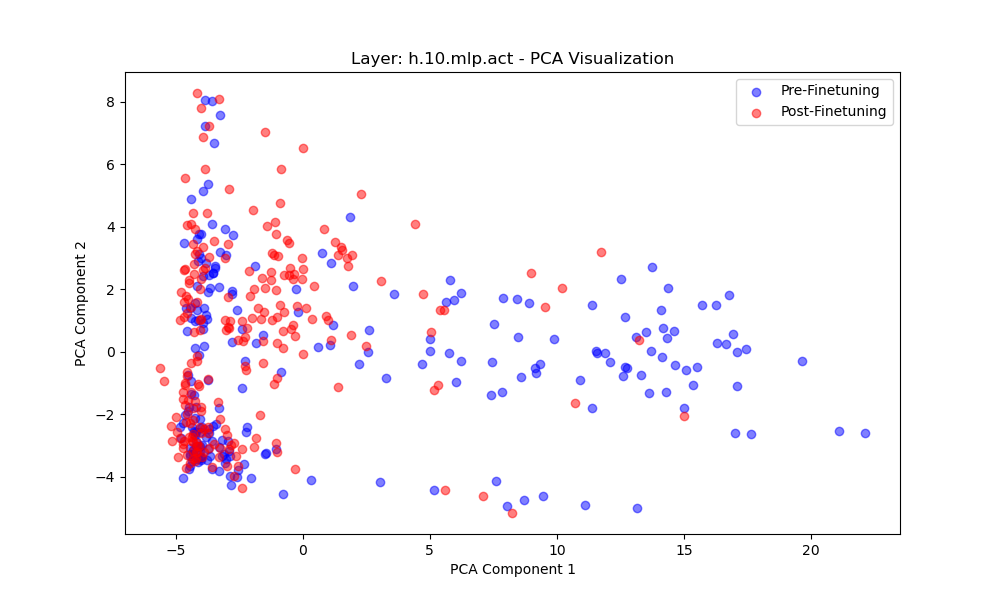 Layer: h.10.mlp.act - PCA Visualization
Pre-Finetuning
Post-Finetuning
8
6
4
2
0
−2
−4
PCA Component 2
−5
0
5
10
15
20
PCA Component 1